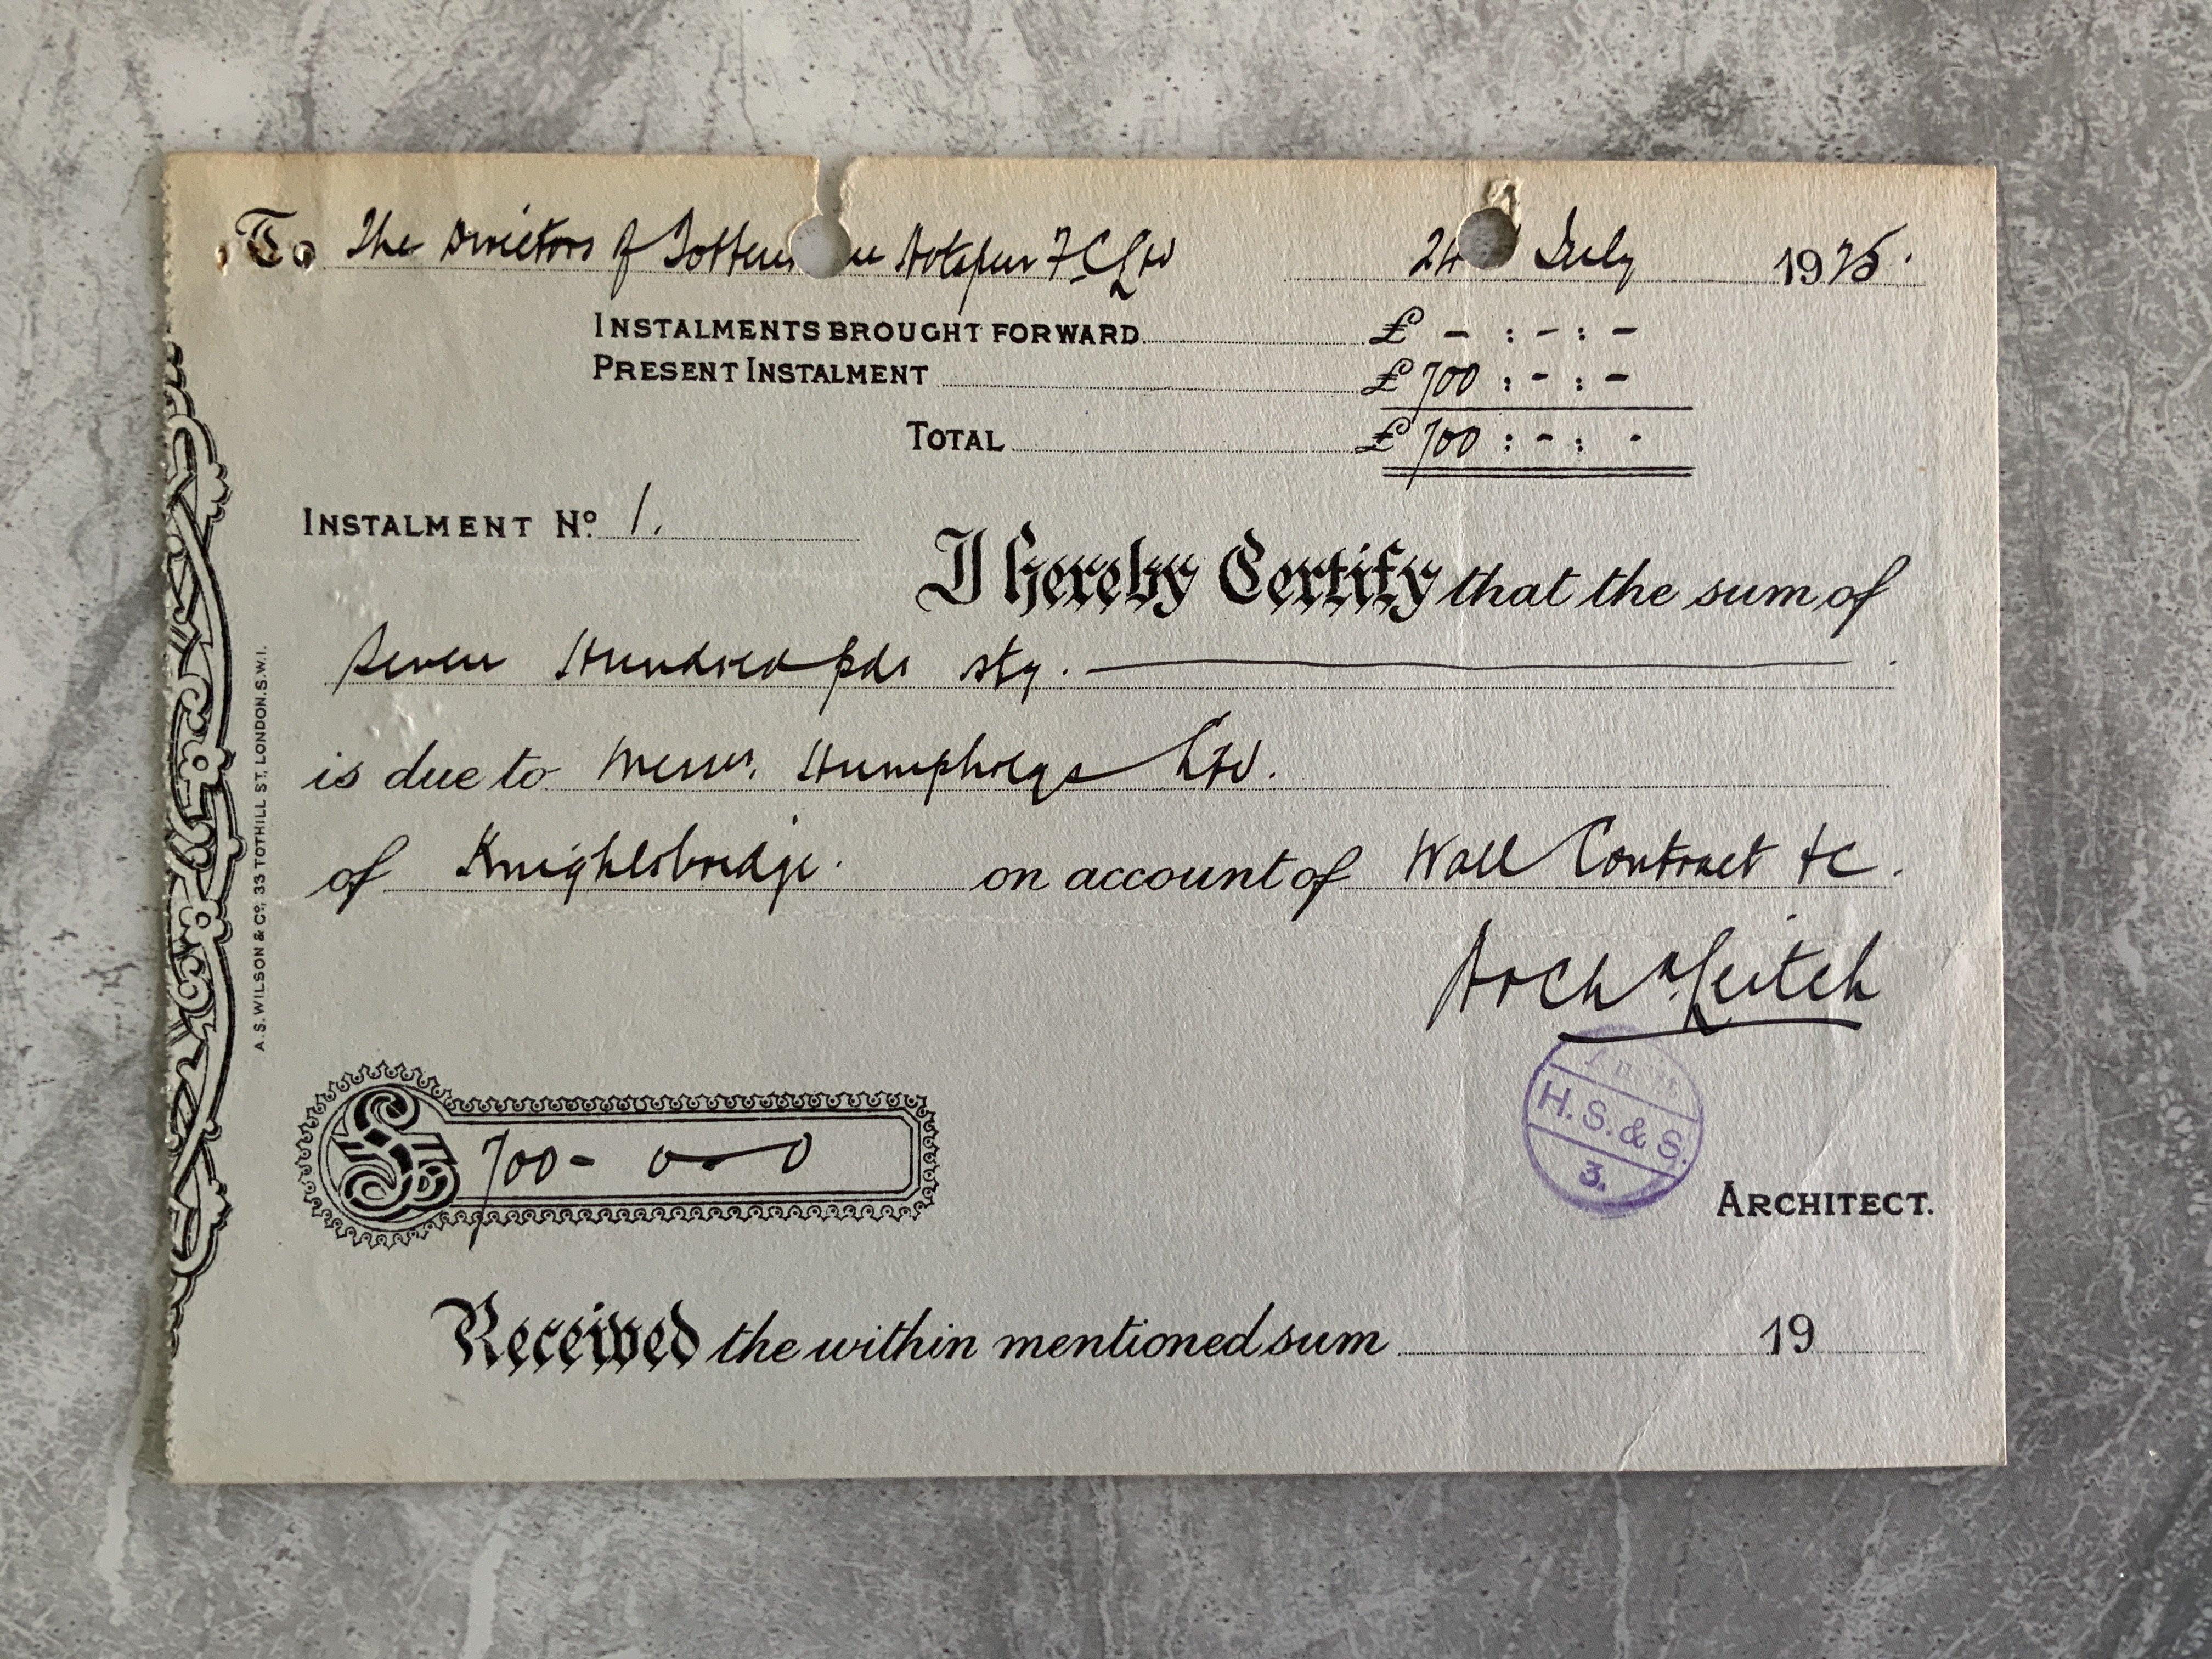 To The Directors of Tottenham Hotspur F C Ltd 24 July 1925.
INSTALMENTS BROUGHT FORWARD £ - : - : -
PRESENT INSTALMENT £ 700 : - : -
TOTAL £ 700 : - : -
INSTALMENT No. 1.
I hereby Certify that the sum of
Seven Hundred pds stg.
is due to Messrs. Humphreys Ltd.
of Knightsbridge. on account of Wall Contract &c.
Arch Leitch
H.S.&S.
3.
£ 700 - 0 - 0
ARCHITECT.
Received the within mentioned sum 19
A. S. WILSON & Co., 33 TOTHILL ST, LONDON. S.W.1.